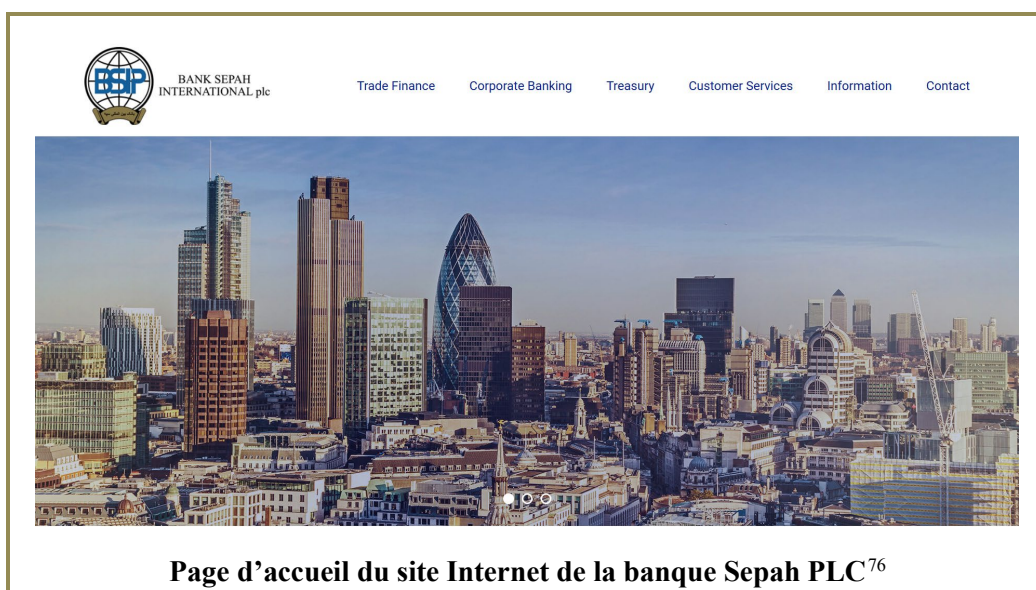 BSIP
BANK SEPAH
INTERNATIONAL plc
Trade Finance Corporate Banking Treasury Customer Services Information Contact
Page d’accueil du site Internet de la banque Sepah PLC76